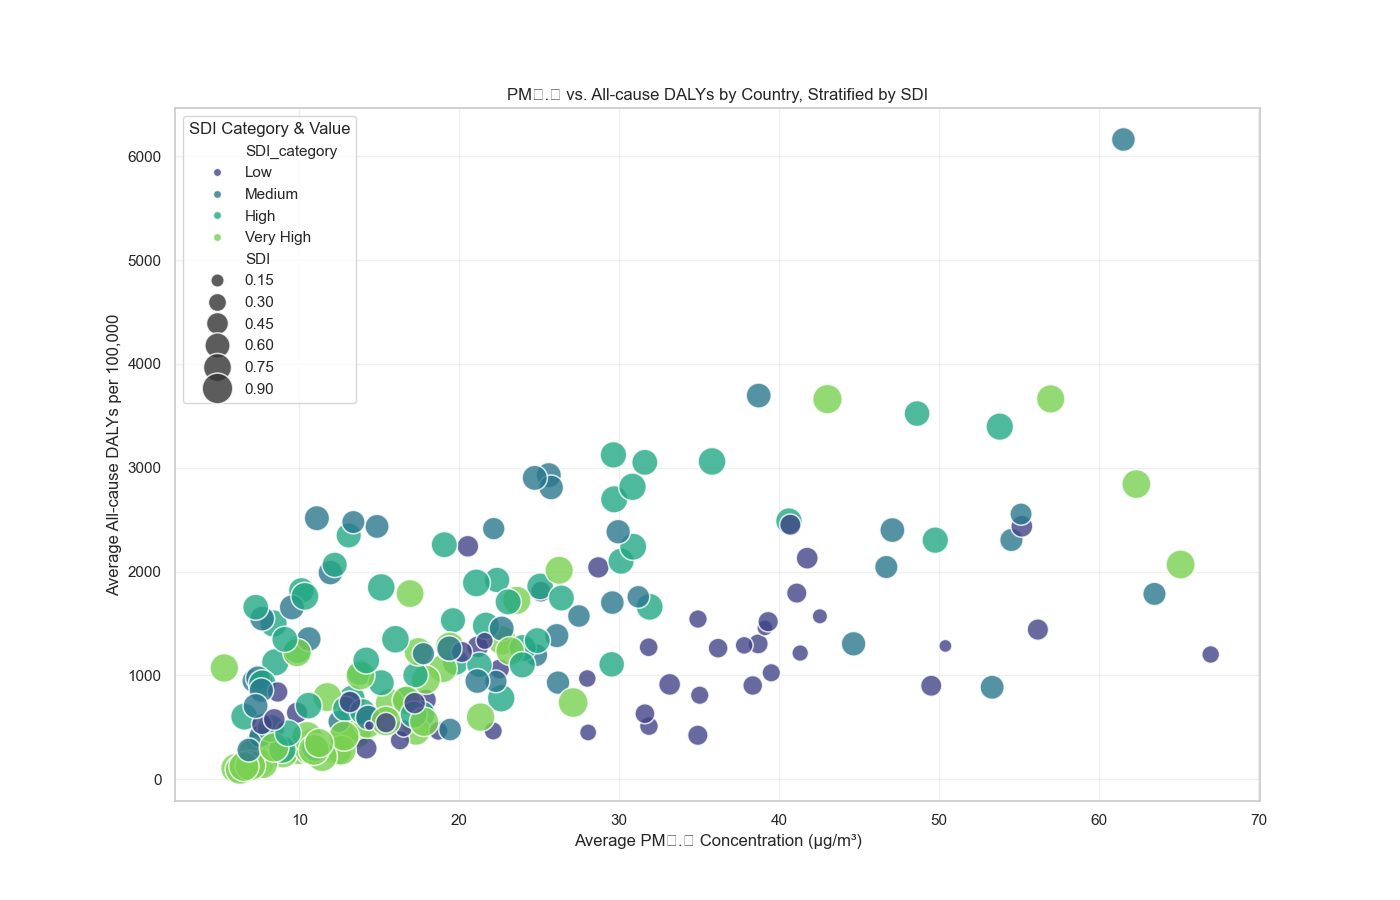 PM▯.▯ vs. All-cause DALYs by Country, Stratified by SDI
SDI Category & Value
SDI_category
Low
Medium
High
Very High
SDI
0.15
0.30
0.45
0.60
0.75
0.90
Average All-cause DALYs per 100,000
6000
5000
4000
3000
2000
1000
0
10 20 30 40 50 60 70
Average PM▯.▯ Concentration (µg/m³)